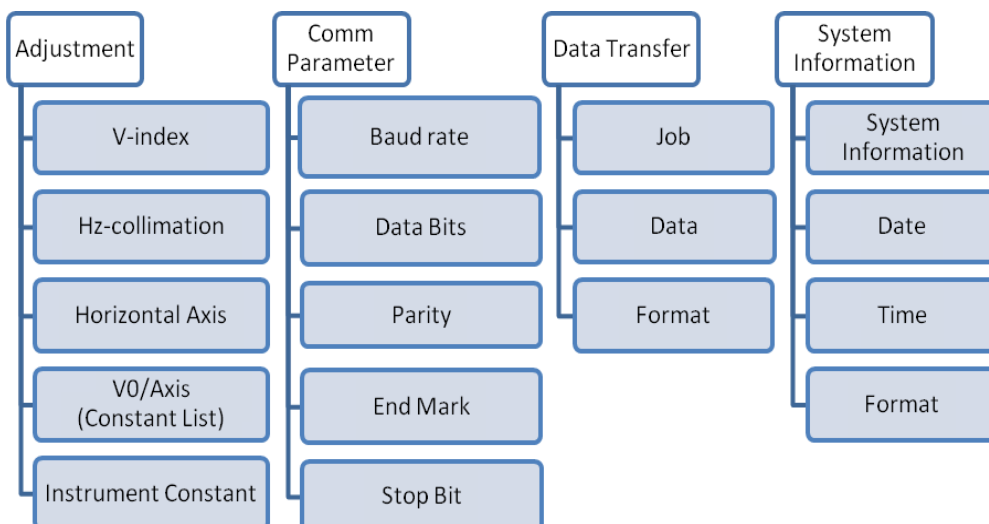 Adjustment
V-index
Hz-collimation
Horizontal Axis
V0/Axis
(Constant List)
Instrument Constant
Comm
Parameter
Baud rate
Data Bits
Parity
End Mark
Stop Bit
Data Transfer
Job
Data
Format
System
Information
System
Information
Date
Time
Format